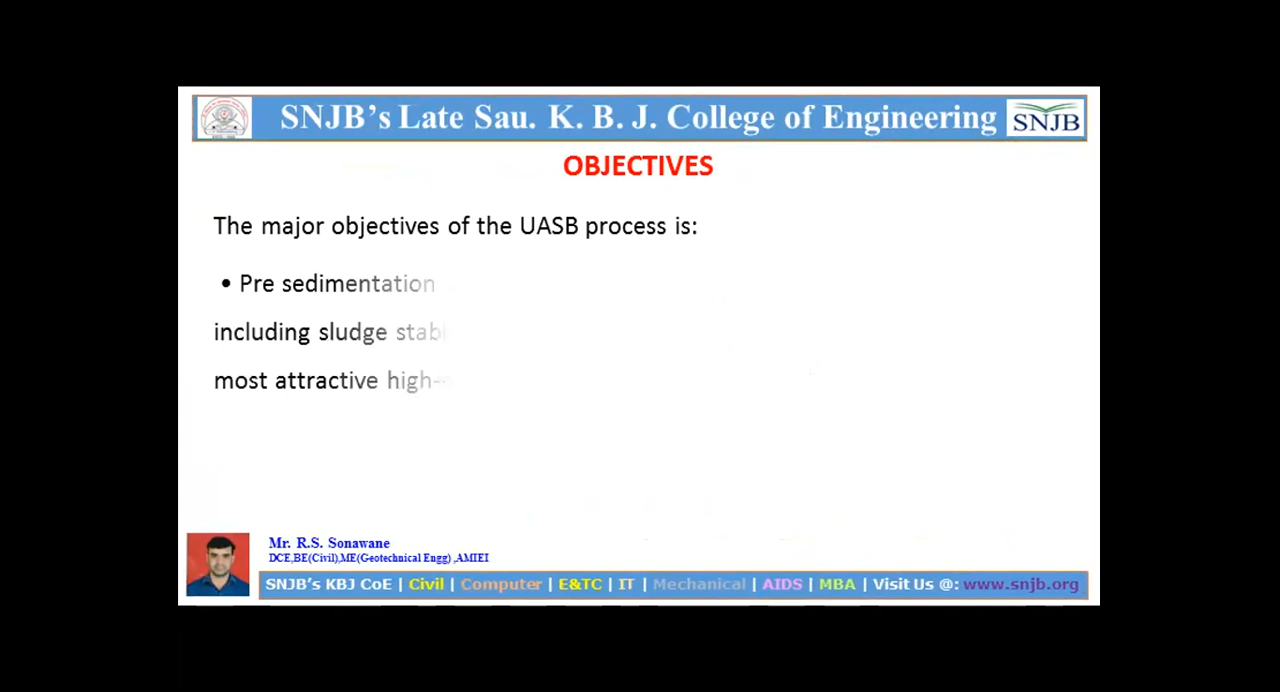 SNJB's Late Sau. K. B. J. College of Engineering
SNJB
OBJECTIVES
The major objectives of the UASB process is:
• Pre sedimentation
including sludge
most attractive high-
Mr. R.S. Sonawane
DCE,BE(Civil),ME(Geotechnical Engg) ,AMIEI
SNJB's KBJ CoE | Civil | Computer | E&TC | IT | Mechanical | AIDS | MBA | Visit Us @: www.snjb.org